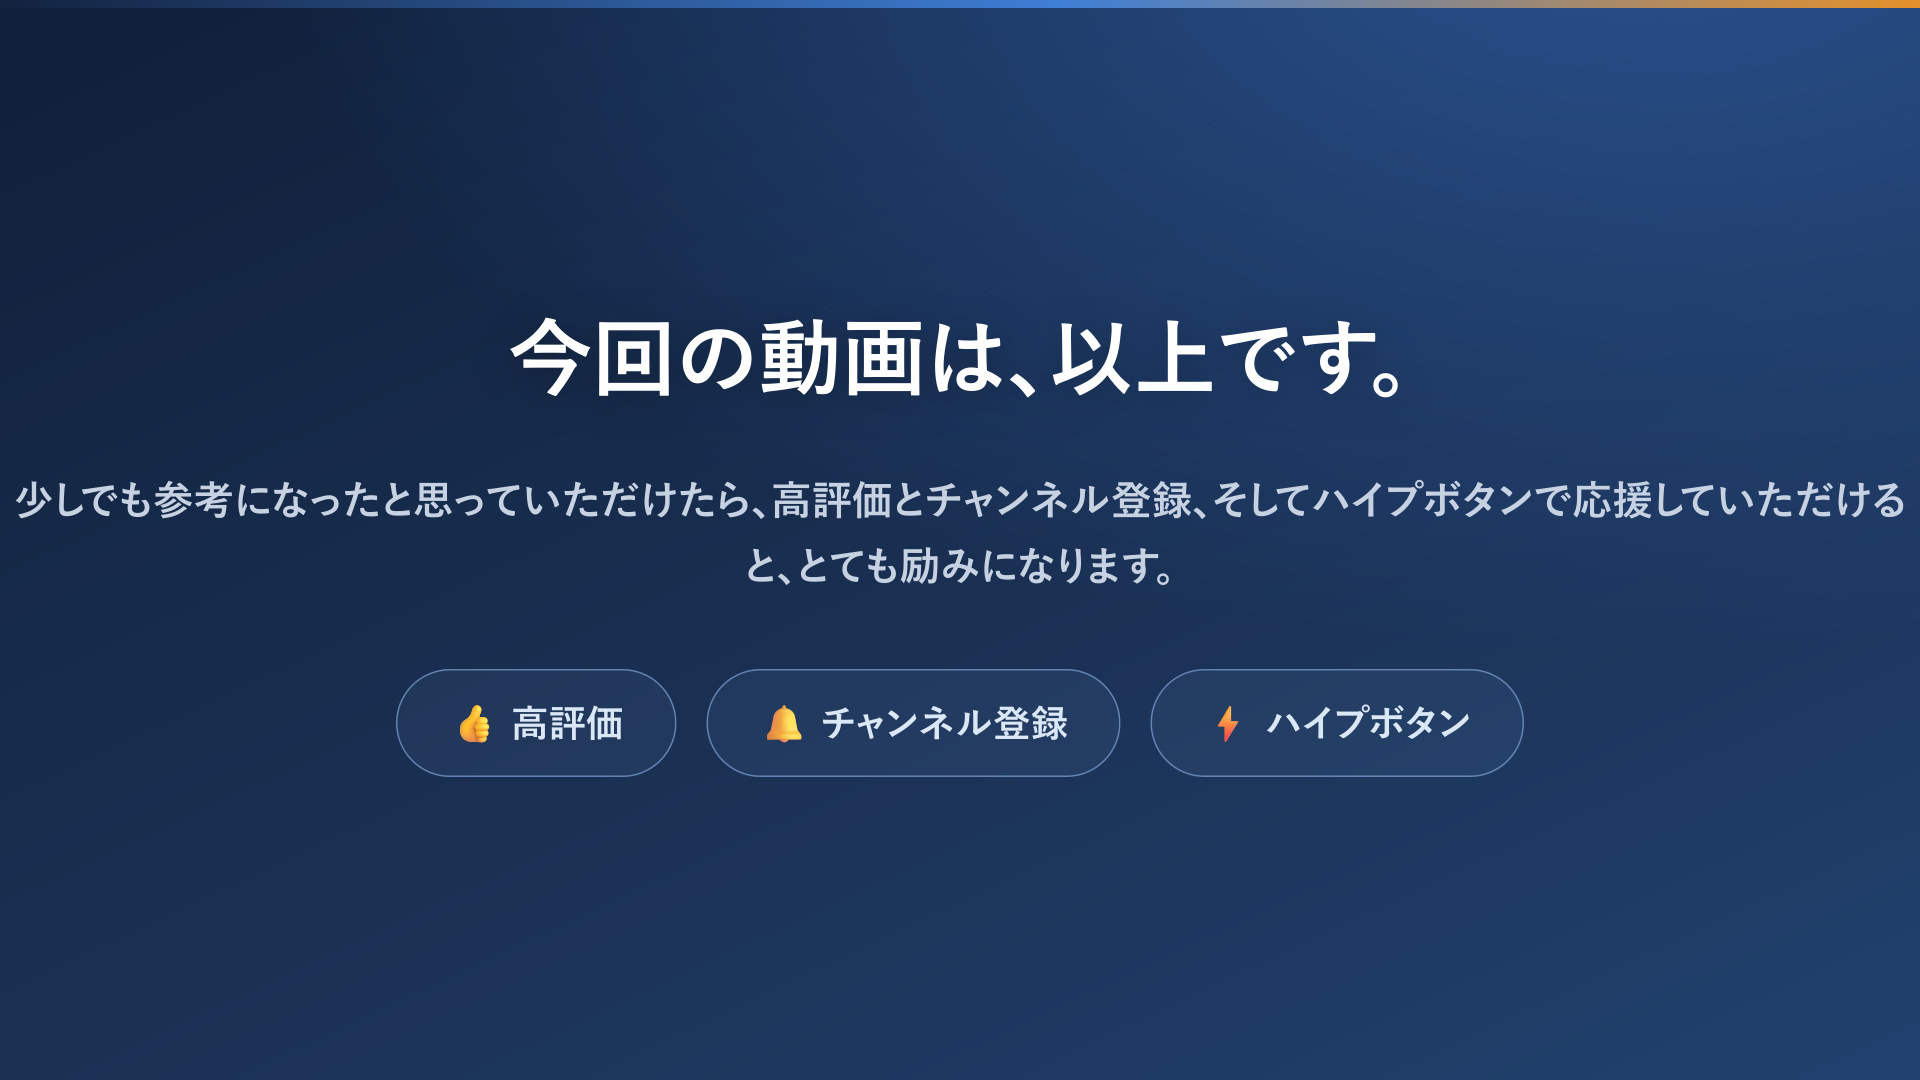 今回の動画は、以上です。
少しでも参考になったと思っていただけたら、高評価とチャンネル登録、そしてハイプボタンで応援していただける
と、とても励みになります。
👍 高評価
🔔 チャンネル登録
⚡ ハイプボタン